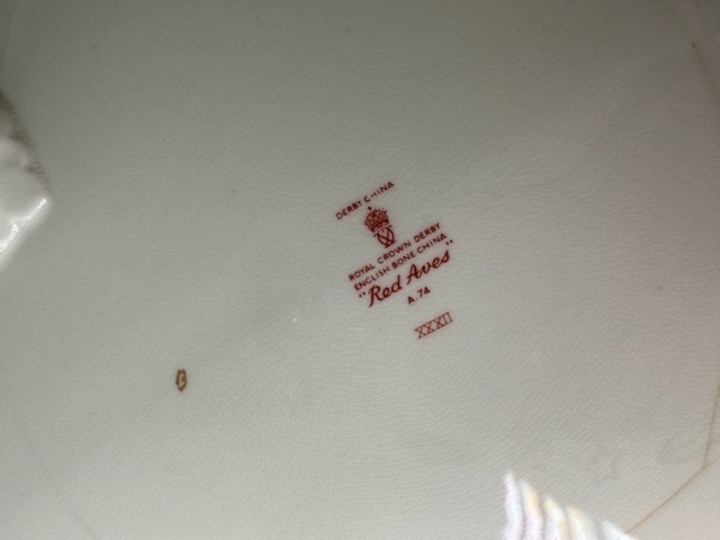 DERBY CHINA
ROYAL CROWN DERBY
ENGLISH BONE CHINA
"Red Aves"
A.74
XXXII
B